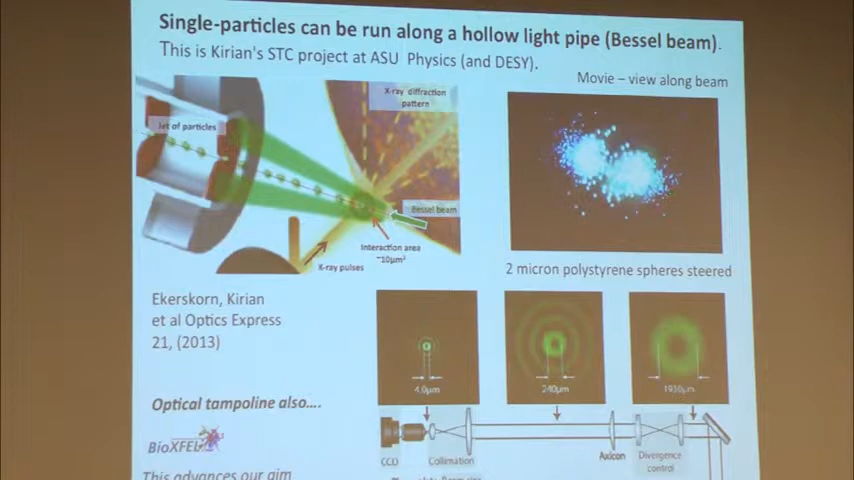 Single-particles can be run along a hollow light pipe (Bessel beam).
This is Kirian's STC project at ASU Physics (and DESY).
Movie – view along beam
X-ray diffraction
pattern
Jet of particles
Bessel beam
Interaction area
~10µm²
X-ray pulses
2 micron polystyrene spheres steered
Ekerskorn, Kirian
et al Optics Express
21, (2013)
4.0µm
240µm
1930µm
Optical tampoline also....
BioXFEL
CCD
Collimation
Axicon
Divergence
control
This advances our aim